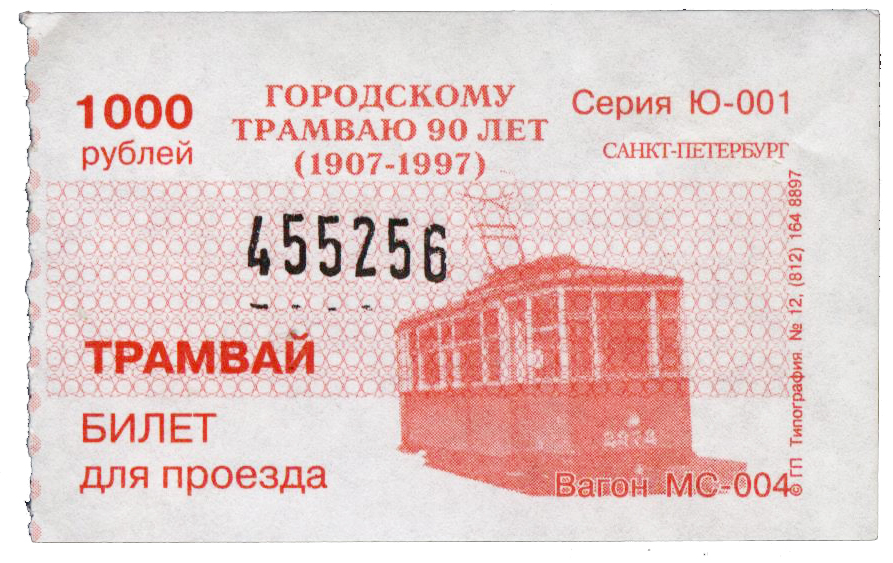 1000
рублей
ГОРОДСКОМУ
ТРАМВАЮ 90 ЛЕТ
(1907-1997)
Серия Ю-001
САНКТ-ПЕТЕРБУРГ
455256
ТРАМВАЙ
БИЛЕТ
для проезда
Вагон МС-004
© ГП Типография № 12, (812) 164 8897